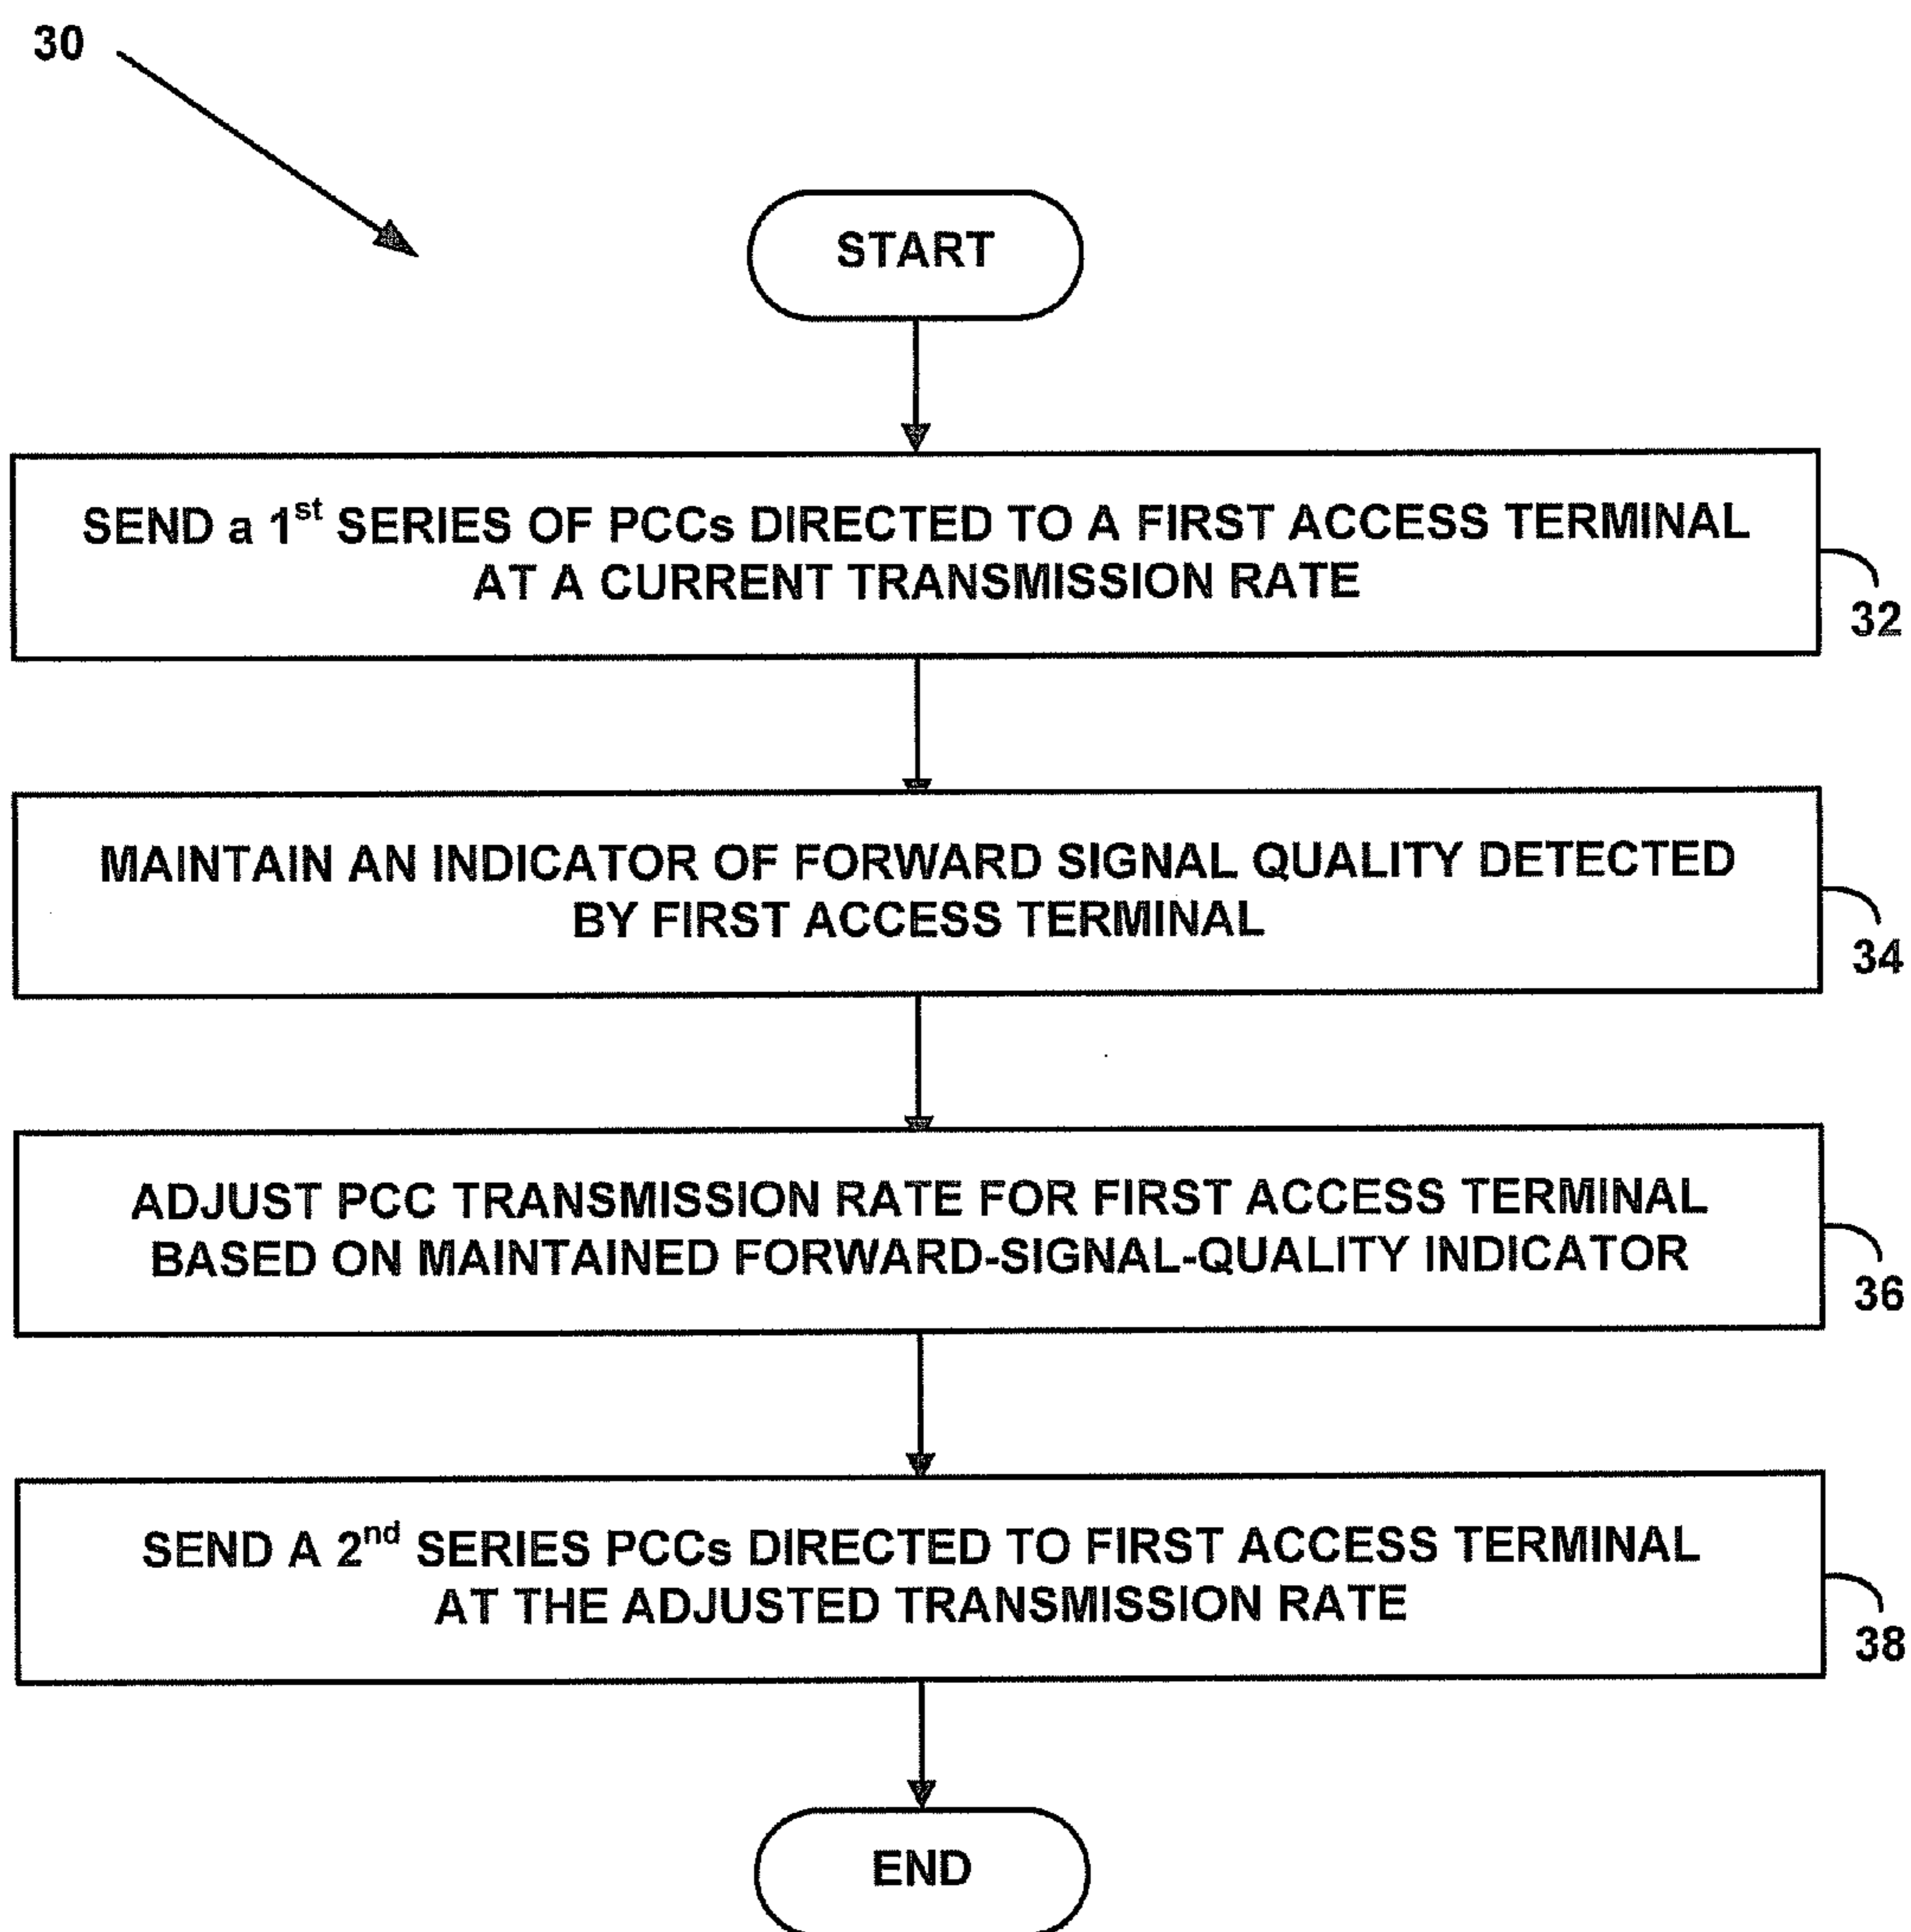 30
START
SEND a 1st SERIES OF PCCs DIRECTED TO A FIRST ACCESS TERMINAL
AT A CURRENT TRANSMISSION RATE
32
MAINTAIN AN INDICATOR OF FORWARD SIGNAL QUALITY DETECTED
BY FIRST ACCESS TERMINAL
34
ADJUST PCC TRANSMISSION RATE FOR FIRST ACCESS TERMINAL
BASED ON MAINTAINED FORWARD-SIGNAL-QUALITY INDICATOR
36
SEND A 2nd SERIES PCCs DIRECTED TO FIRST ACCESS TERMINAL
AT THE ADJUSTED TRANSMISSION RATE
38
END